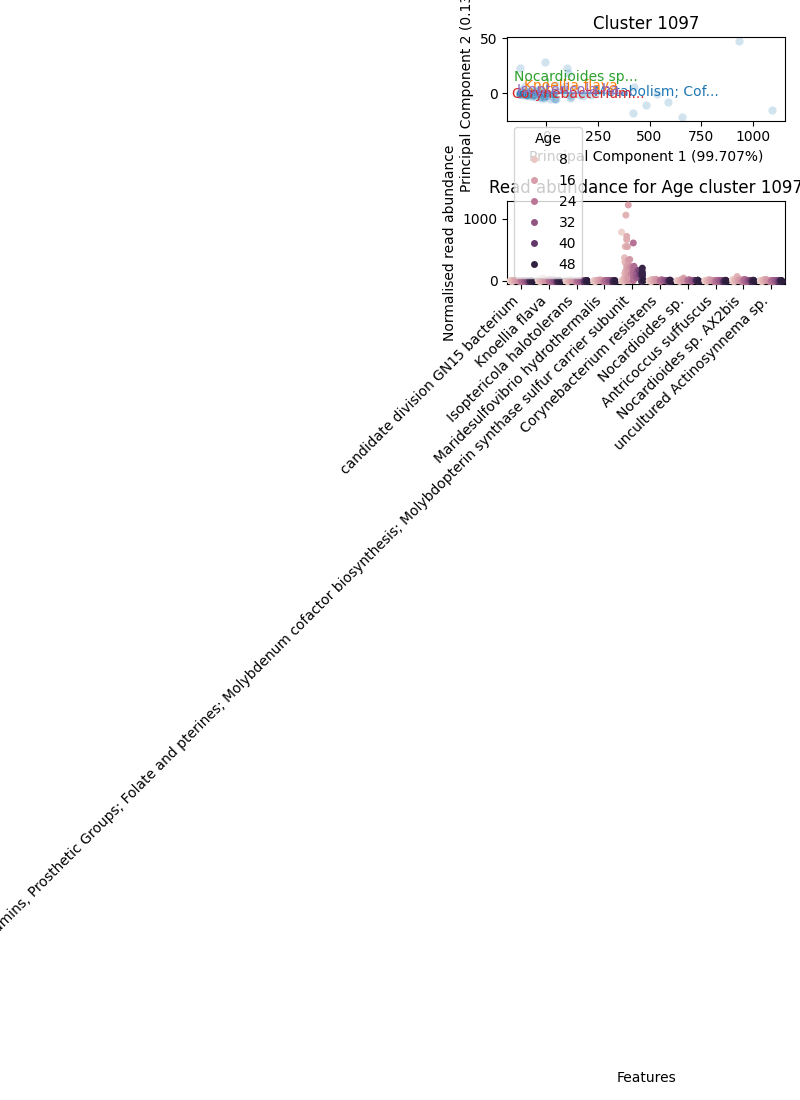 Cluster 1097
Principal Component 2 (0.13
50
0
Nocardioides sp...
Knoellia flava
Corynebacterium...
250
500
750
1000
Principal Component 1 (99.707%)
Age
8
16
24
32
40
48
Read abundance for Age cluster 1097
Normalised read abundance
1000
0
candidate division GN15 bacterium
Knoellia flava
Isoptericola halotolerans
Maridesulfovibrio hydrothermalis
Prosthetic Groups; Folate and pterines; Molybdenum cofactor biosynthesis; Molybdopterin synthase sulfur carrier subunit
Corynebacterium resistens
Nocardioides sp.
Antricoccus suffuscus
Nocardioides sp. AX2bis
uncultured Actinosynnema sp.
Features